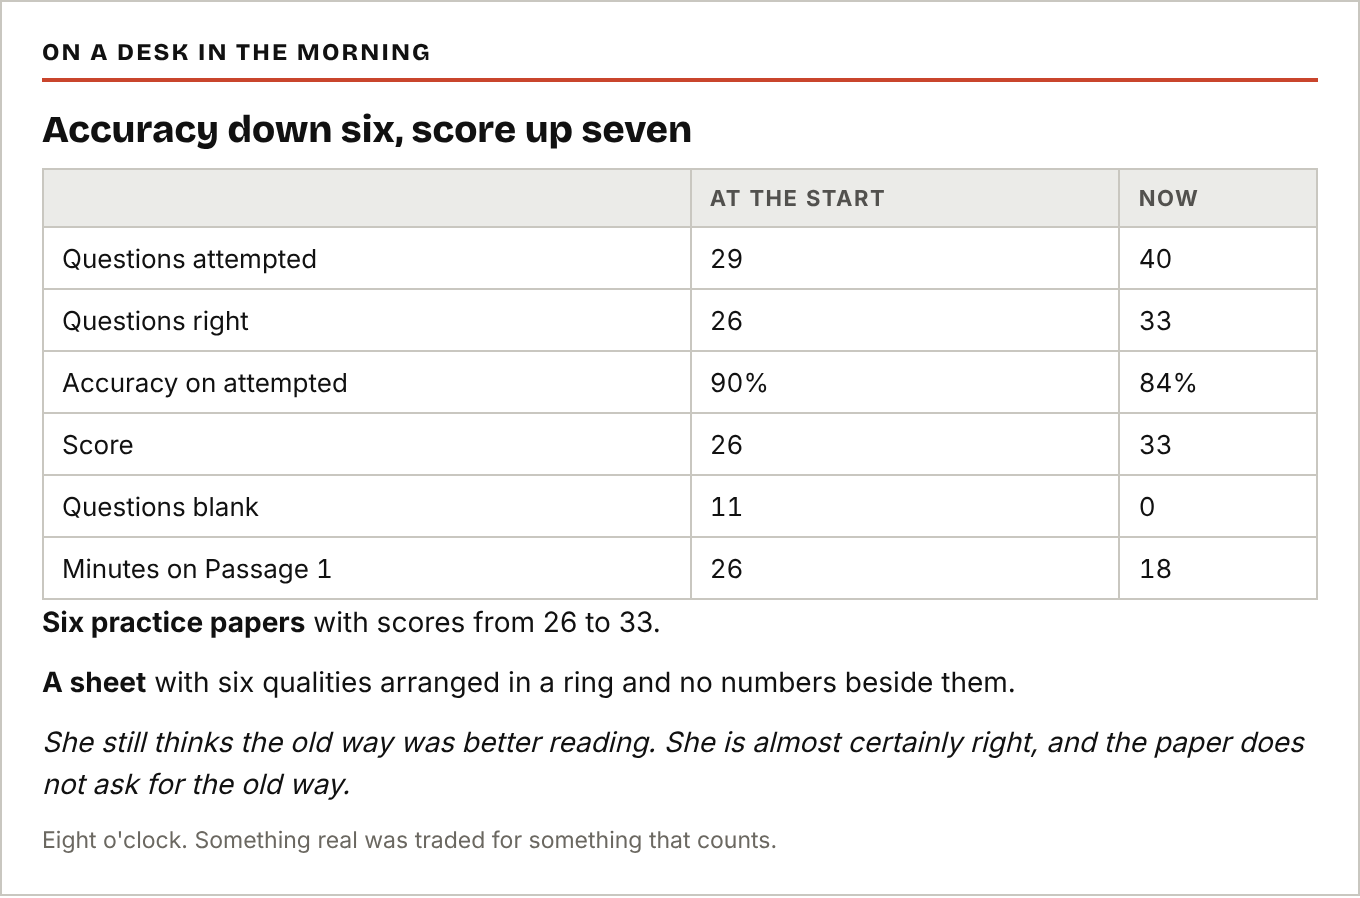 ON A DESK IN THE MORNING
Accuracy down six, score up seven
AT THE START NOW
Questions attempted 29 40
Questions right 26 33
Accuracy on attempted 90% 84%
Score 26 33
Questions blank 11 0
Minutes on Passage 1 26 18
Six practice papers with scores from 26 to 33.
A sheet with six qualities arranged in a ring and no numbers beside them.
She still thinks the old way was better reading. She is almost certainly right, and the paper does
not ask for the old way.
Eight o'clock. Something real was traded for something that counts.